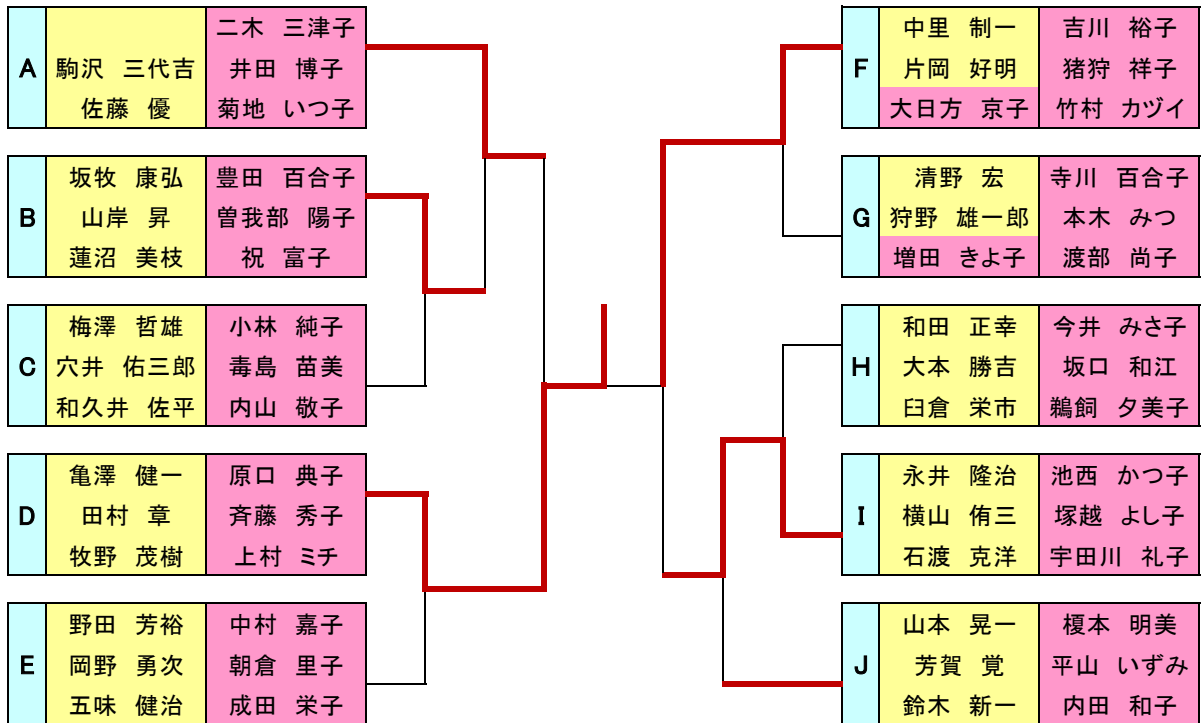 A
二木 三津子
駒沢 三代吉 井田 博子
佐藤 優 菊地 いつ子
B
坂牧 康弘 豊田 百合子
山岸 昇 曽我部 陽子
蓮沼 美枝 祝 富子
C
梅澤 哲雄 小林 純子
穴井 佑三郎 毒島 苗美
和久井 佐平 内山 敬子
D
亀澤 健一 原口 典子
田村 章 斉藤 秀子
牧野 茂樹 上村 ミチ
E
野田 芳裕 中村 嘉子
岡野 勇次 朝倉 里子
五味 健治 成田 栄子
F
中里 制一 吉川 裕子
片岡 好明 猪狩 祥子
大日方 京子 竹村 カヅイ
G
清野 宏 寺川 百合子
狩野 雄一郎 本木 みつ
増田 きよ子 渡部 尚子
H
和田 正幸 今井 みさ子
大本 勝吉 坂口 和江
臼倉 栄市 鵜飼 夕美子
I
永井 隆治 池西 かつ子
横山 侑三 塚越 よし子
石渡 克洋 宇田川 礼子
J
山本 晃一 榎本 明美
芳賀 覚 平山 いずみ
鈴木 新一 内田 和子